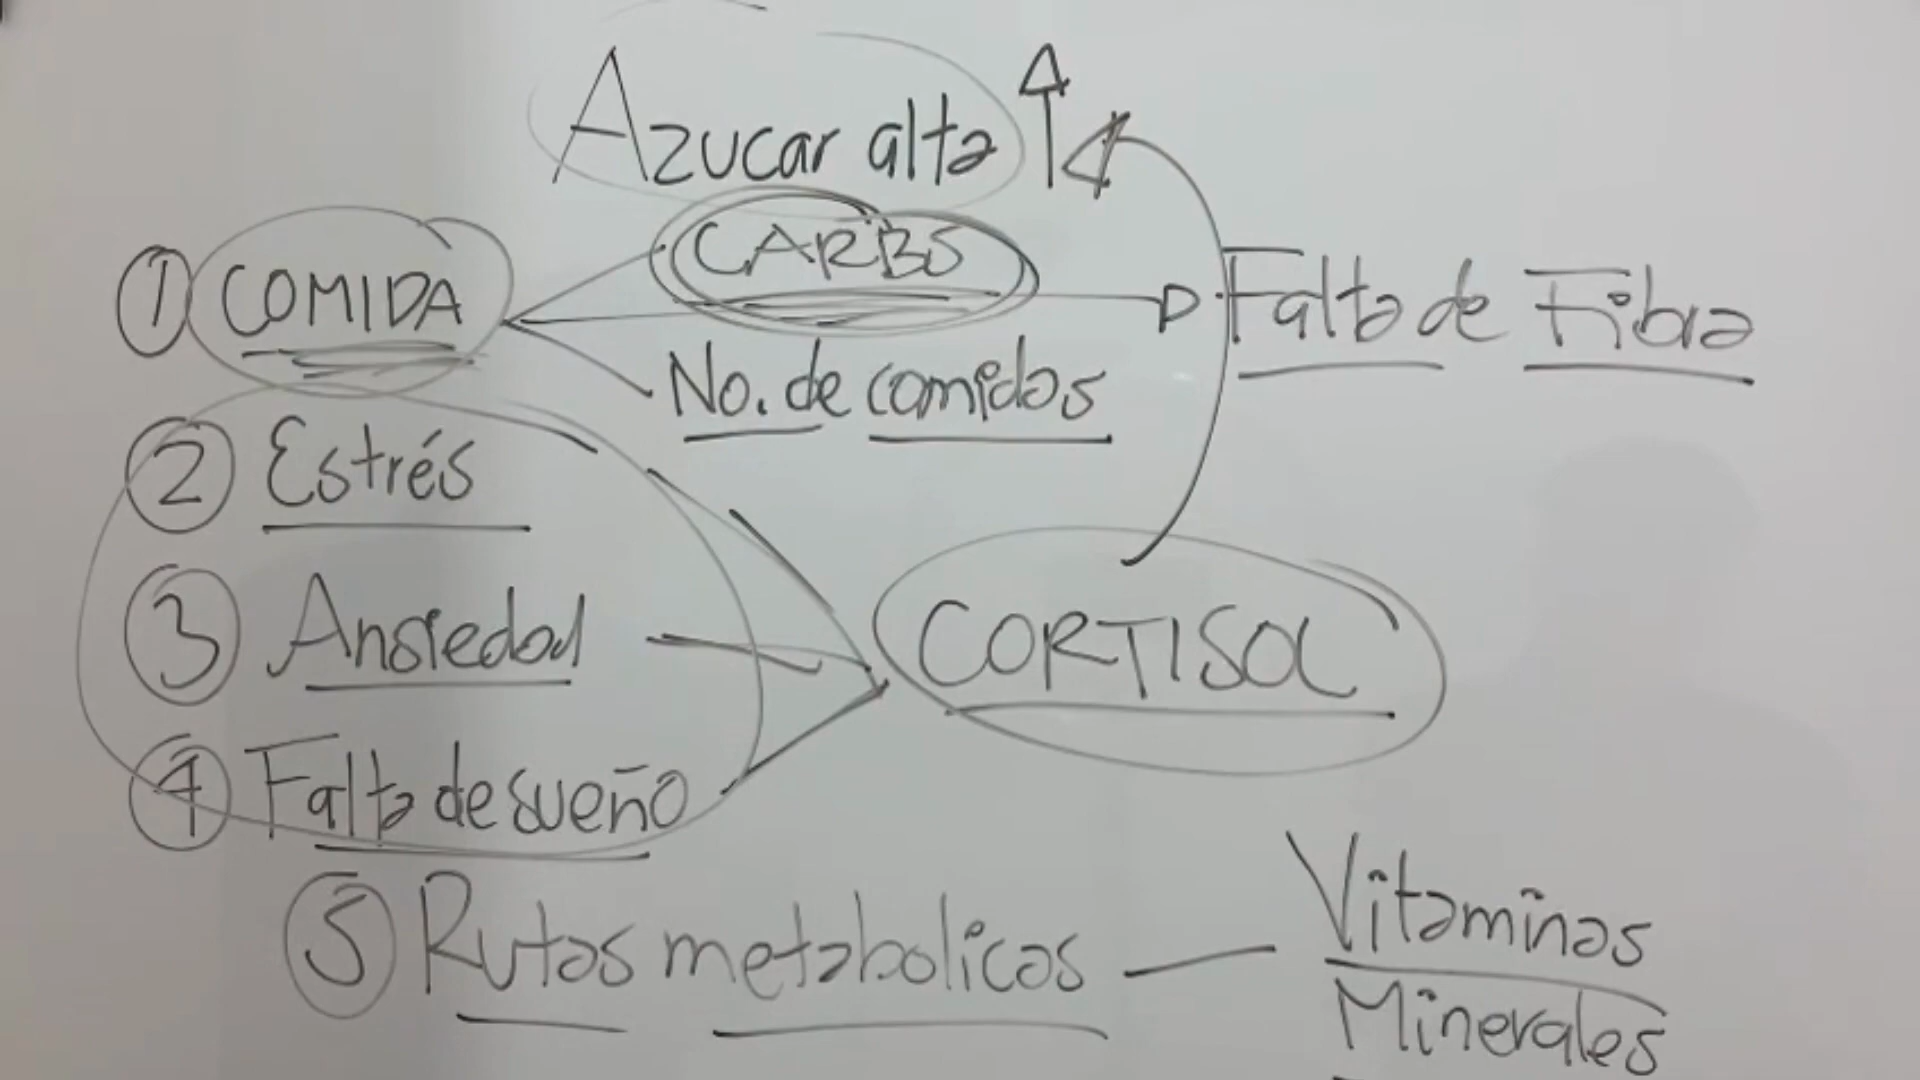 Azucar alta
① COMIDA
CARBS
No. de comidas
Falta de Fibra
② Estrés
③ Ansiedad
④ Falta de sueño
CORTISOL
⑤ Rutas metabolicas — Vitaminas
Minerales